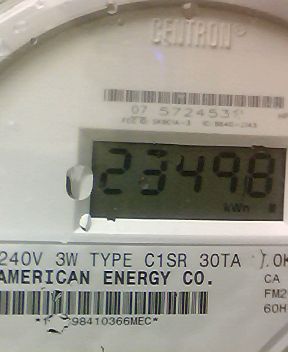 CENTRON®
07 572453
23498
kWh R
240V 3W TYPE C1SR 30TA
AMERICAN ENERGY CO.
CA
FM2
60H
98410366MEC*